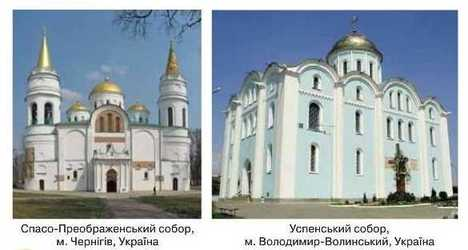 Спасо-Преображенський собор,
м. Чернігів, Україна
Успенський собор,
м. Володимир-Волинський, Україна